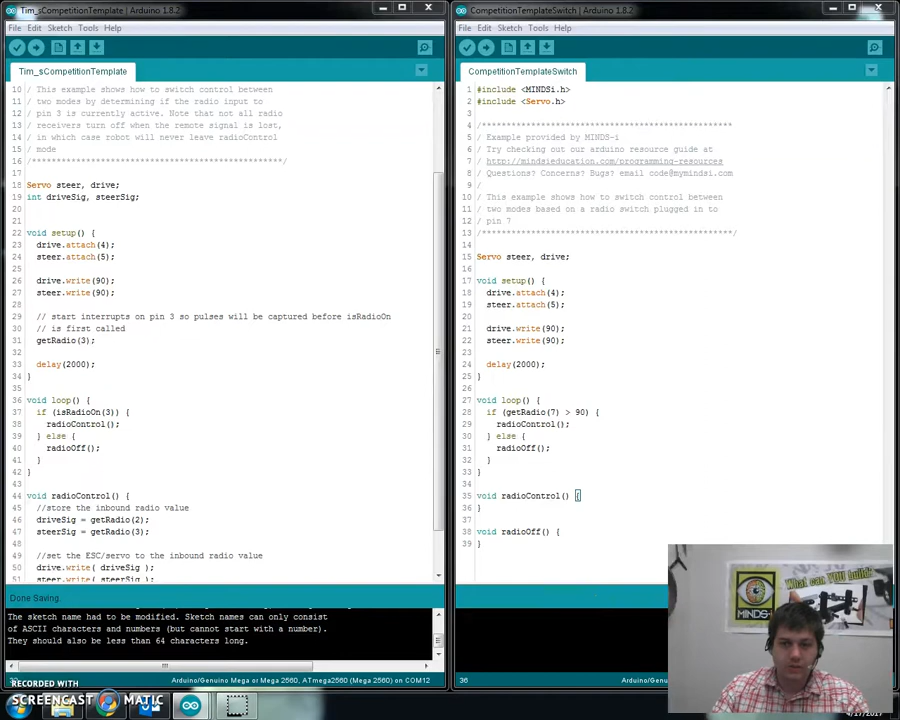 Tim_sCompetitionTemplate | Arduino 1.8.2
File Edit Sketch Tools Help
Tim_sCompetitionTemplate
10 / This example shows how to switch control between
11 / two modes by determining if the radio input to
12 / pin 3 is currently active. Note that not all radio
13 / receivers turn off when the remote signal is lost,
14 / in which case robot will never leave radioControl
15 / mode
16 /***************************************************/
17
18 Servo steer, drive;
19 int driveSig, steerSig;
20
21
22 void setup() {
23 drive.attach(4);
24 steer.attach(5);
25
26 drive.write(90);
27 steer.write(90);
28
29 // start interrupts on pin 3 so pulses will be captured before isRadioOn
30 // is first called
31 getRadio(3);
32
33 delay(2000);
34 }
35
36 void loop() {
37 if (isRadioOn(3)) {
38 radioControl();
39 } else {
40 radioOff();
41 }
42 }
43
44 void radioControl() {
45 //store the inbound radio value
46 driveSig = getRadio(2);
47 steerSig = getRadio(3);
48
49 //set the ESC/servo to the inbound radio value
50 drive.write( driveSig );
51 steer.write( steerSig );
Done Saving.
The sketch name had to be modified. Sketch names can only consist
of ASCII characters and numbers (but cannot start with a number).
They should also be less than 64 characters long.
Arduino/Genuino Mega or Mega 2560, ATmega2560 (Mega 2560) on COM12
CompetitionTemplateSwitch | Arduino 1.8.2
File Edit Sketch Tools Help
CompetitionTemplateSwitch
1 #include <MINDSi.h>
2 #include <Servo.h>
3
4 /***************************************************
5 / Example provided by MINDS-i
6 / Try checking out our arduino resource guide at
7 / http://mindsieducation.com/programming-resources
8 / Questions? Concerns? Bugs? email code@mymindsi.com
9 /
10 / This example shows how to switch control between
11 / two modes based on a radio switch plugged in to
12 / pin 7
13 /***************************************************/
14
15 Servo steer, drive;
16
17 void setup() {
18 drive.attach(4);
19 steer.attach(5);
20
21 drive.write(90);
22 steer.write(90);
23
24 delay(2000);
25 }
26
27 void loop() {
28 if (getRadio(7) > 90) {
29 radioControl();
30 } else {
31 radioOff();
32 }
33 }
34
35 void radioControl() {
36 }
37
38 void radioOff() {
39 }
36
MINDS-i
What can YOU build?
RECORDED WITH
SCREENCAST MATIC